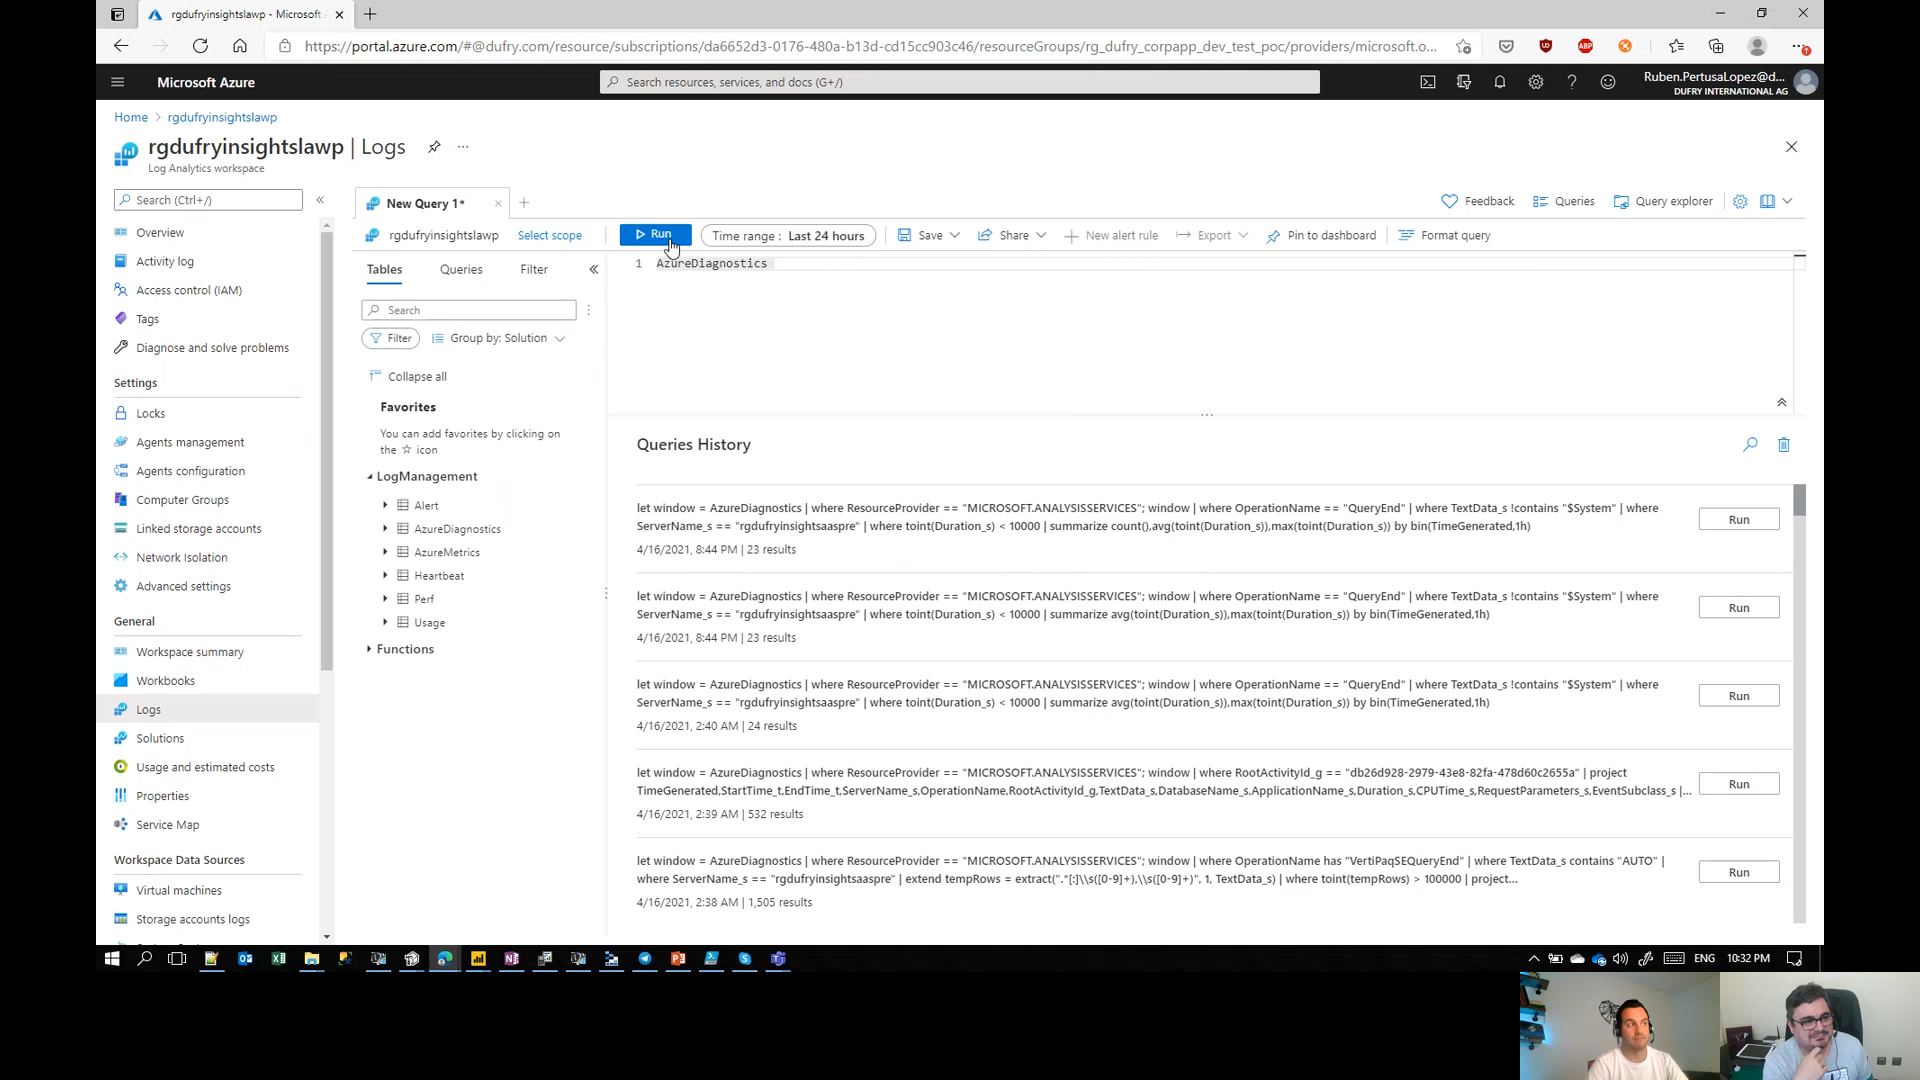 rgdufryinsightslawp - Microsoft
https://portal.azure.com/#@dufry.com/resource/subscriptions/da6652d3-0176-480a-b13d-cd15cc903c46/resourceGroups/rg_dufry_corpapp_dev_test_poc/providers/microsoft.o...
Microsoft Azure
Search resources, services, and docs (G+/)
Ruben.PertusaLopez@d...
DUFRY INTERNATIONAL AG
Home > rgdufryinsightslawp
rgdufryinsightslawp | Logs
Log Analytics workspace
Search (Ctrl+/)
Overview
Activity log
Access control (IAM)
Tags
Diagnose and solve problems
Settings
Locks
Agents management
Agents configuration
Computer Groups
Linked storage accounts
Network Isolation
Advanced settings
General
Workspace summary
Workbooks
Logs
Solutions
Usage and estimated costs
Properties
Service Map
Workspace Data Sources
Virtual machines
Storage accounts logs
New Query 1*
Feedback Queries Query explorer
rgdufryinsightslawp Select scope
Run Time range : Last 24 hours Save Share New alert rule Export Pin to dashboard Format query
Tables Queries Filter
Search
Filter Group by: Solution
Collapse all
Favorites
You can add favorites by clicking on
the ☆ icon
LogManagement
Alert
AzureDiagnostics
AzureMetrics
Heartbeat
Perf
Usage
Functions
1 AzureDiagnostics
Queries History
let window = AzureDiagnostics | where ResourceProvider == "MICROSOFT.ANALYSISSERVICES"; window | where OperationName == "QueryEnd" | where TextData_s !contains "$System" | where
ServerName_s == "rgdufryinsightsaaspre" | where toint(Duration_s) < 10000 | summarize count(),avg(toint(Duration_s)),max(toint(Duration_s)) by bin(TimeGenerated,1h)
4/16/2021, 8:44 PM | 23 results
Run
let window = AzureDiagnostics | where ResourceProvider == "MICROSOFT.ANALYSISSERVICES"; window | where OperationName == "QueryEnd" | where TextData_s !contains "$System" | where
ServerName_s == "rgdufryinsightsaaspre" | where toint(Duration_s) < 10000 | summarize avg(toint(Duration_s)),max(toint(Duration_s)) by bin(TimeGenerated,1h)
4/16/2021, 8:44 PM | 23 results
Run
let window = AzureDiagnostics | where ResourceProvider == "MICROSOFT.ANALYSISSERVICES"; window | where OperationName == "QueryEnd" | where TextData_s !contains "$System" | where
ServerName_s == "rgdufryinsightsaaspre" | where toint(Duration_s) < 10000 | summarize avg(toint(Duration_s)),max(toint(Duration_s)) by bin(TimeGenerated,1h)
4/16/2021, 2:40 AM | 24 results
Run
let window = AzureDiagnostics | where ResourceProvider == "MICROSOFT.ANALYSISSERVICES"; window | where RootActivityId_g == "db26d928-2979-43e8-82fa-478d60c2655a" | project
TimeGenerated,StartTime_t,EndTime_t,ServerName_s,OperationName,RootActivityId_g,TextData_s,DatabaseName_s,ApplicationName_s,Duration_s,CPUTime_s,RequestParameters_s,EventSubclass_s |...
4/16/2021, 2:39 AM | 532 results
Run
let window = AzureDiagnostics | where ResourceProvider == "MICROSOFT.ANALYSISSERVICES"; window | where OperationName has "VertiPaqSEQueryEnd" | where TextData_s contains "AUTO" |
where ServerName_s == "rgdufryinsightsaaspre" | extend tempRows = extract(".*[:]\\s([0-9]+),\\s([0-9]+)", 1, TextData_s) | where toint(tempRows) > 100000 | project...
4/16/2021, 2:38 AM | 1,505 results
Run
ENG 10:32 PM